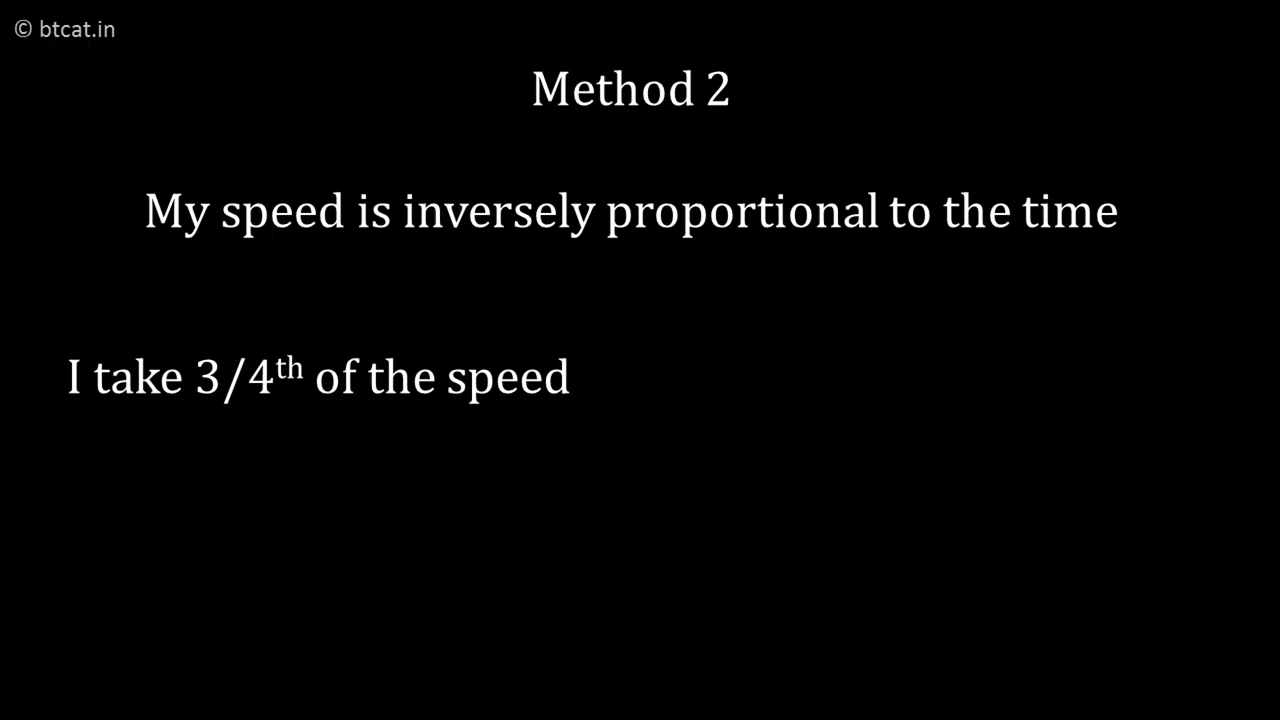 © btcat.in
Method 2
My speed is inversely proportional to the time
I take 3/4th of the speed